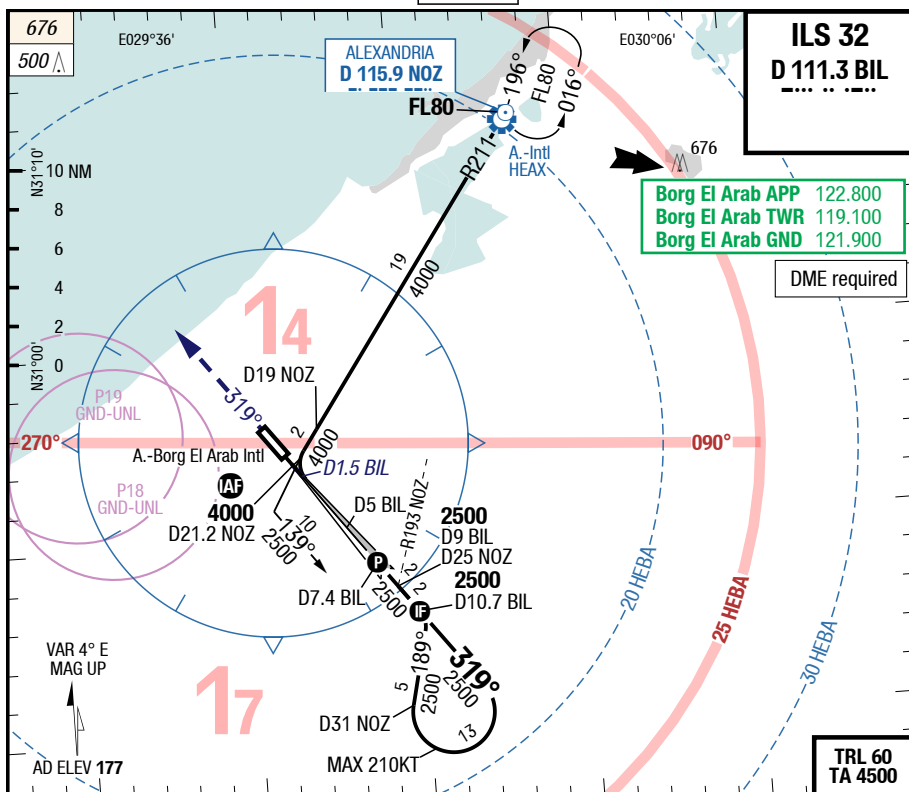 676
500
E029°36'
E030°06'
ALEXANDRIA
D 115.9 NOZ
ILS 32
D 111.3 BIL
FL80
196°
FL80
016°
R211
A.-Intl
HEAX
676
N31°10'
10 NM
8
6
4
2
0
N31°00'
Borg El Arab APP 122.800
Borg El Arab TWR 119.100
Borg El Arab GND 121.900
DME required
19
4000
14
D19 NOZ
319°
2
4000
P19
GND-UNL
270°
090°
A.-Borg El Arab Intl
D1.5 BIL
IAF
P18
GND-UNL
4000
D21.2 NOZ
10
139°
2500
D5 BIL
R193 NOZ
2500
D9 BIL
D25 NOZ
2500
D10.7 BIL
P
D7.4 BIL
2
2
2500
IF
20 HEBA
25 HEBA
30 HEBA
189°
5
2500
319°
2500
D31 NOZ
13
MAX 210KT
17
VAR 4° E
MAG UP
AD ELEV 177
TRL 60
TA 4500